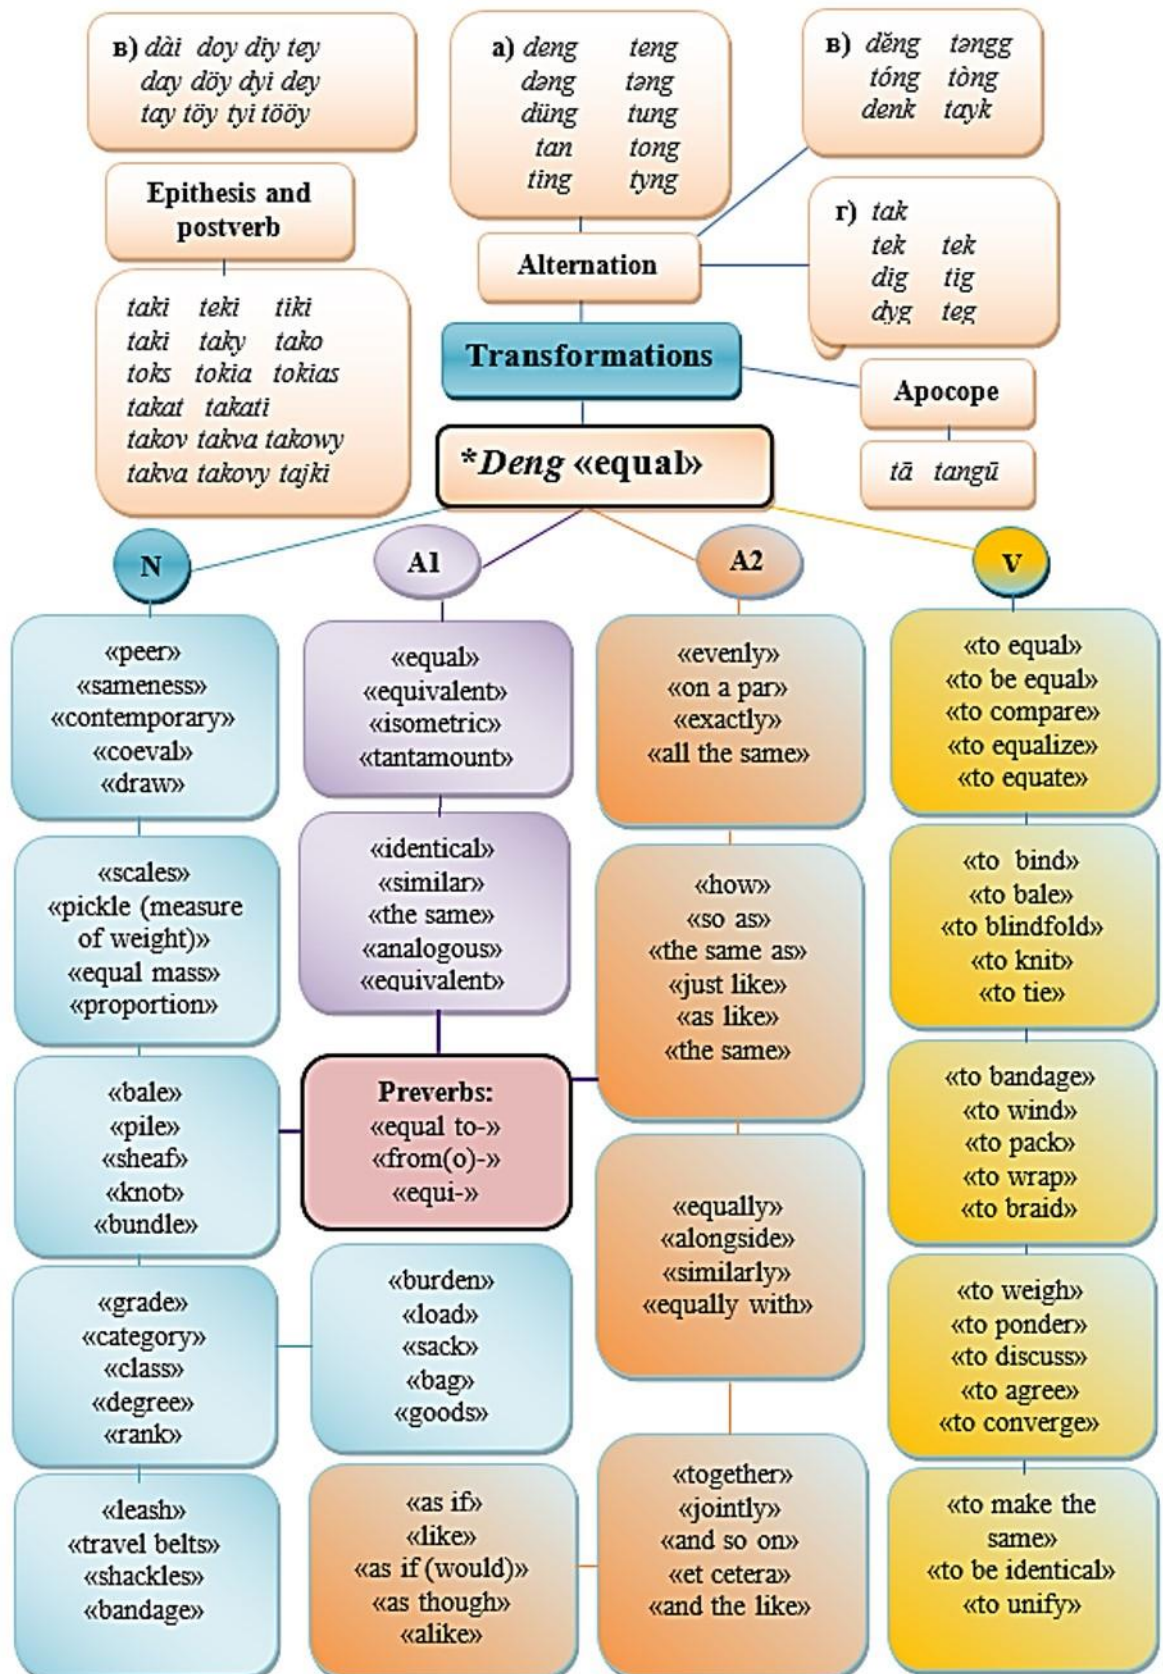 в) dài doy diy tey
day döy dyi dey
tay töy tyi tööy
а) deng teng
dəng təng
düng tung
tan tong
ting tyng
в) dĕng təngg
tóng tòng
denk tayk
Epithesis and
postverb
Alternation
г) tak
tek tek
dig tig
dyg teg
taki teki tiki
taki taky tako
toks tokia tokias
takat takati
takov takva takowy
takva takovy tajki
Transformations
Apocope
tā tangū
*Deng «equal»
N
A1
A2
V
«peer»
«sameness»
«contemporary»
«coeval»
«draw»
«scales»
«pickle (measure
of weight)»
«equal mass»
«proportion»
«bale»
«pile»
«sheaf»
«knot»
«bundle»
«grade»
«category»
«class»
«degree»
«rank»
«leash»
«travel belts»
«shackles»
«bandage»
«equal»
«equivalent»
«isometric»
«tantamount»
«identical»
«similar»
«the same»
«analogous»
«equivalent»
Preverbs:
«equal to-»
«from(o)-»
«equi-»
«burden»
«load»
«sack»
«bag»
«goods»
«as if»
«like»
«as if (would)»
«as though»
«alike»
«evenly»
«on a par»
«exactly»
«all the same»
«how»
«so as»
«the same as»
«just like»
«as like»
«the same»
«equally»
«alongside»
«similarly»
«equally with»
«together»
«jointly»
«and so on»
«et cetera»
«and the like»
«to equal»
«to be equal»
«to compare»
«to equalize»
«to equate»
«to bind»
«to bale»
«to blindfold»
«to knit»
«to tie»
«to bandage»
«to wind»
«to pack»
«to wrap»
«to braid»
«to weigh»
«to ponder»
«to discuss»
«to agree»
«to converge»
«to make the
same»
«to be identical»
«to unify»